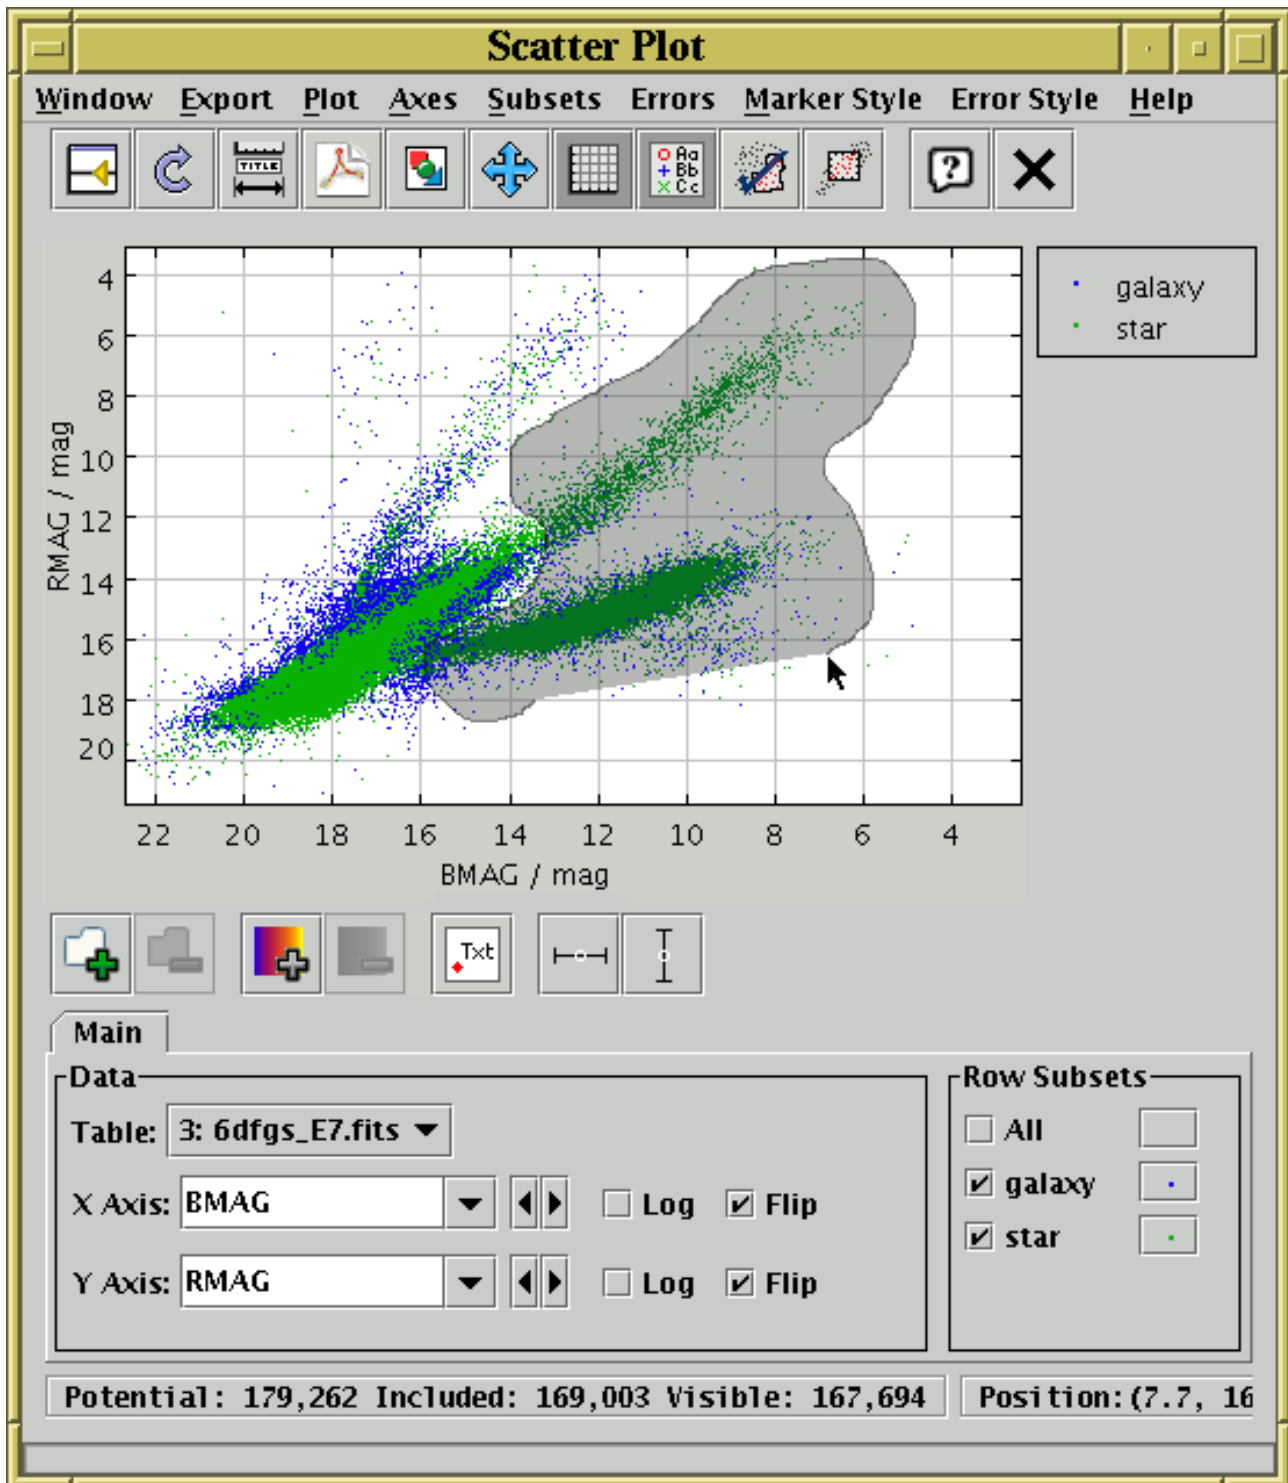 Scatter Plot
Window Export Plot Axes Subsets Errors Marker Style Error Style Help
TITLE
Aa
Bb
Cc
?
galaxy
star
4
6
8
10
12
14
16
18
20
RMAG / mag
22 20 18 16 14 12 10 8 6 4
BMAG / mag
Txt
Main
Data
Table: 3: 6dfgs_E7.fits
X Axis: BMAG Log Flip
Y Axis: RMAG Log Flip
Row Subsets
All
galaxy
star
Potential: 179,262 Included: 169,003 Visible: 167,694
Position: (7.7, 16